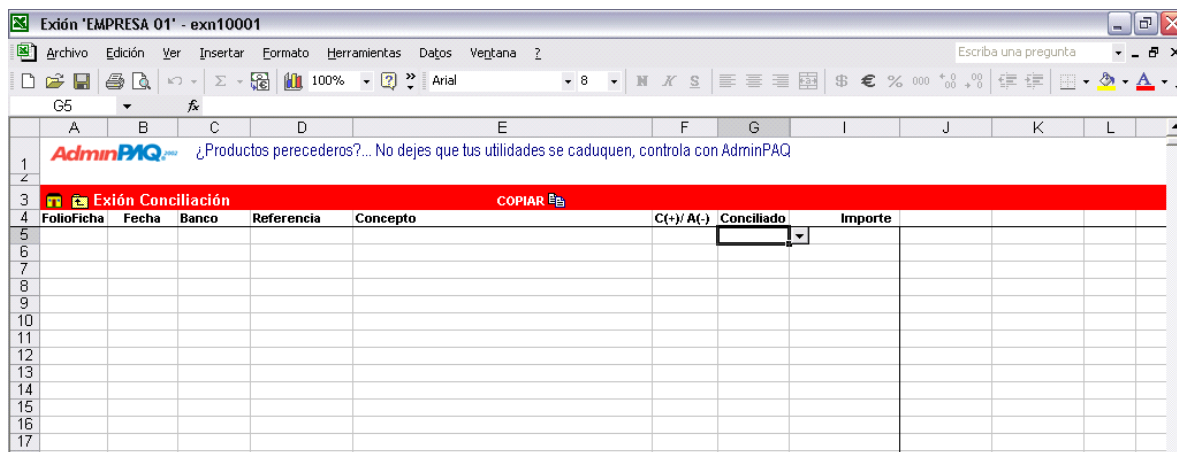 Exión 'EMPRESA 01' - exn10001
Archivo Edición Ver Insertar Formato Herramientas Datos Ventana ? Escriba una pregunta
Σ 100% ? Arial 8 N K S $ € % 000
G5 fx
A B C D E F G I J K L
1 AdminPAQ ¿Productos perecederos?... No dejes que tus utilidades se caduquen, controla con AdminPAQ
2
3 Exión Conciliación COPIAR
4 FolioFicha Fecha Banco Referencia Concepto C(+)/ A(-) Conciliado Importe
5
6
7
8
9
10
11
12
13
14
15
16
17